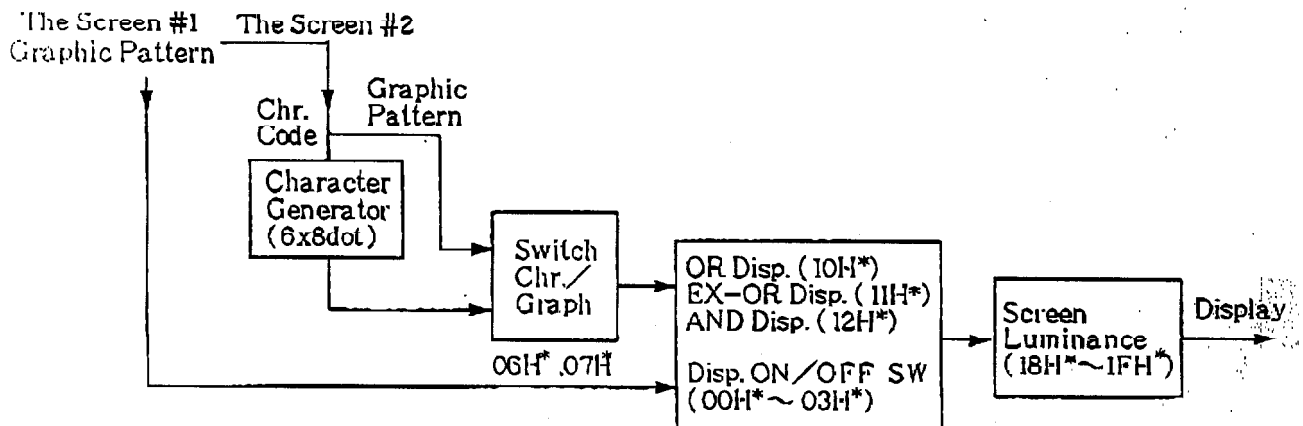 The Screen #1
Graphic Pattern
The Screen #2
Chr.
Code
Graphic
Pattern
Character
Generator
(6x8dot)
Switch
Chr./
Graph
06H* ,07H*
OR Disp. (10H*)
EX-OR Disp. (11H*)
AND Disp. (12H*)
Disp. ON/OFF SW
(00H*~03H*)
Screen
Luminance
(18H*~1FH*)
Display